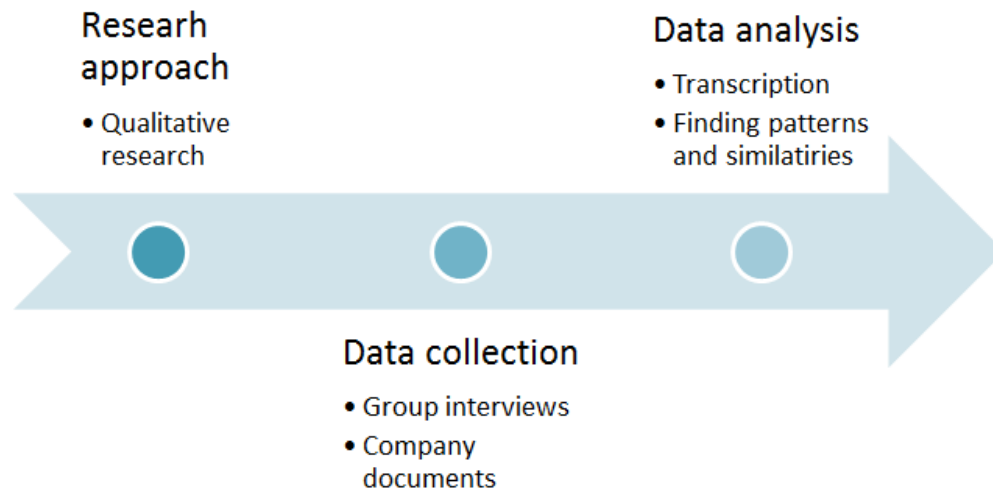 Researh
approach
• Qualitative
research
Data collection
• Group interviews
• Company
documents
Data analysis
• Transcription
• Finding patterns
and similatiries